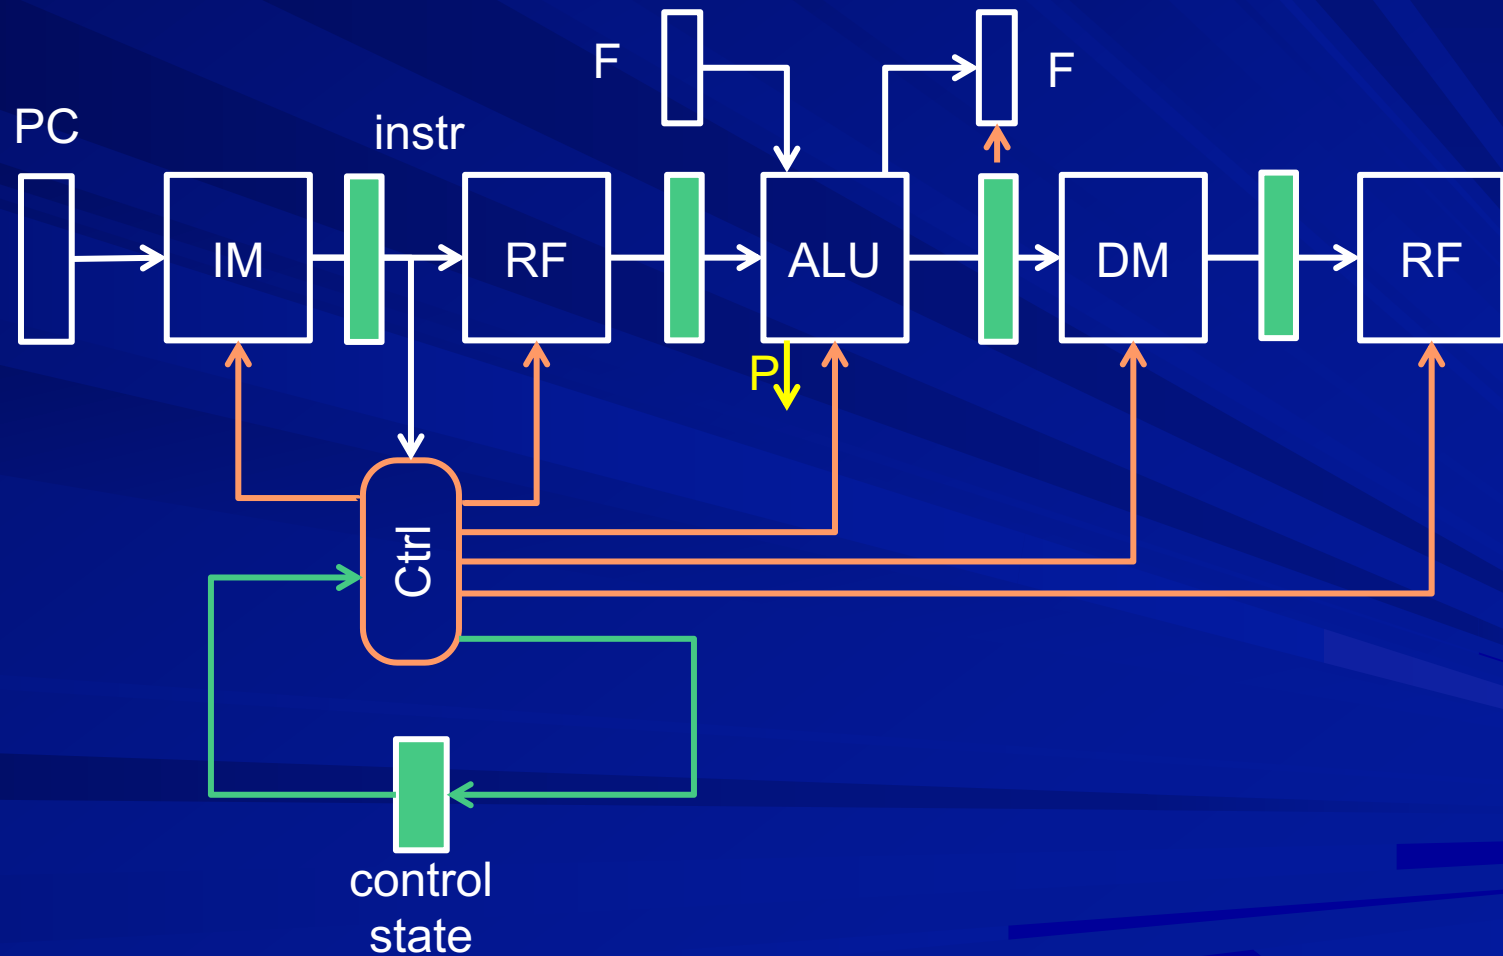 F
F
PC
instr
IM
RF
ALU
DM
RF
P
Ctrl
control
state